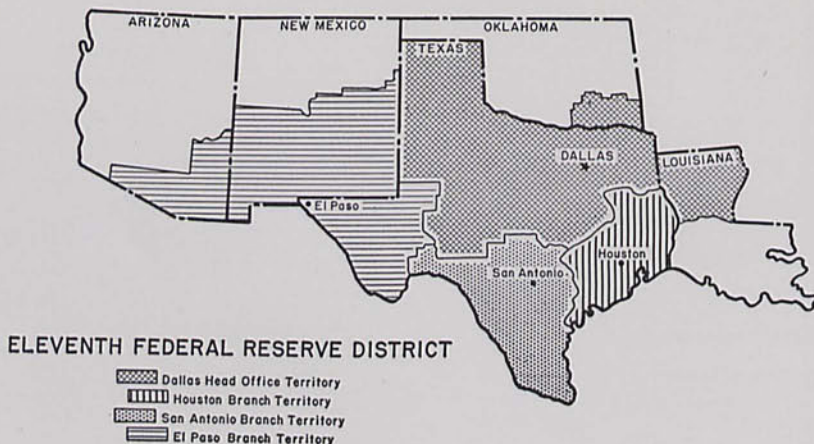 ARIZONA
NEW MEXICO
OKLAHOMA
TEXAS
DALLAS
LOUISIANA
El Paso
San Antonio
Houston
ELEVENTH FEDERAL RESERVE DISTRICT
Dallas Head Office Territory
Houston Branch Territory
San Antonio Branch Territory
El Paso Branch Territory